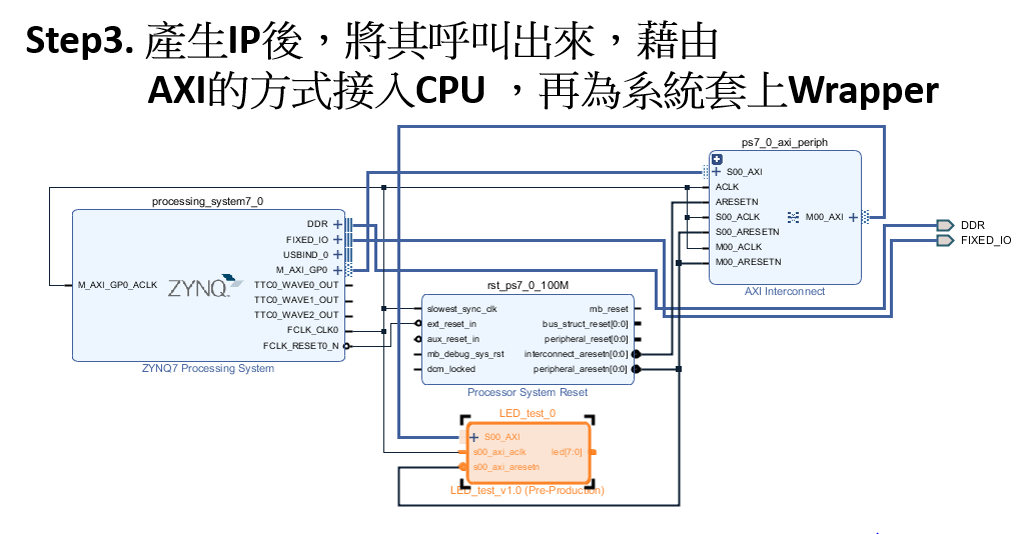 Step3. 產生IP後，將其呼叫出來，藉由
AXI的方式接入CPU ，再為系統套上Wrapper
ps7_0_axi_periph
S00_AXI
ACLK
ARESETN
S00_ACLK
S00_ARESETN
M00_ACLK
M00_ARESETN
M00_AXI
AXI Interconnect
processing_system7_0
M_AXI_GP0_ACLK
ZYNQ
DDR
FIXED_IO
USBIND_0
M_AXI_GP0
TTC0_WAVE0_OUT
TTC0_WAVE1_OUT
TTC0_WAVE2_OUT
FCLK_CLK0
FCLK_RESET0_N
ZYNQ7 Processing System
DDR
FIXED_IO
rst_ps7_0_100M
slowest_sync_clk
ext_reset_in
aux_reset_in
mb_debug_sys_rst
dcm_locked
mb_reset
bus_struct_reset[0:0]
peripheral_reset[0:0]
interconnect_aresetn[0:0]
peripheral_aresetn[0:0]
Processor System Reset
LED_test_0
S00_AXI
s00_axi_aclk
s00_axi_aresetn
led[7:0]
LED_test_v1.0 (Pre-Production)